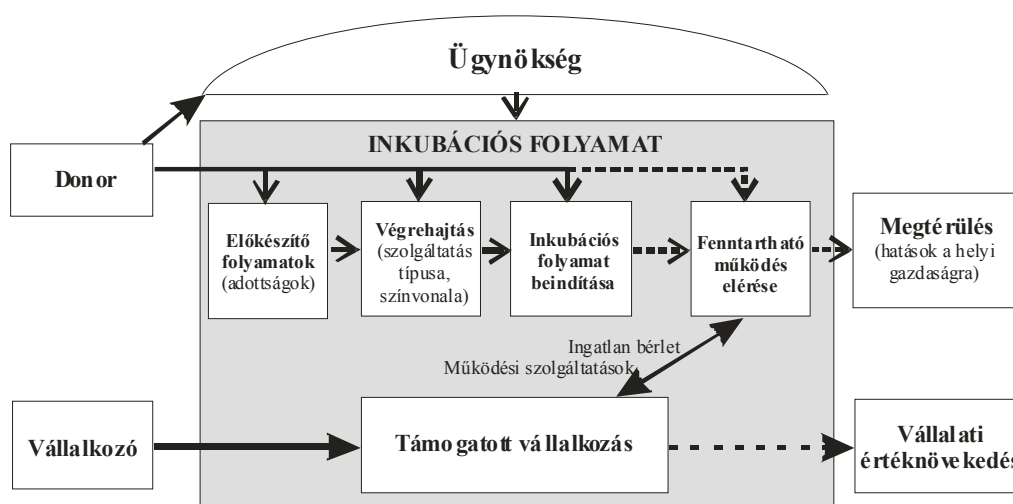 Ügynökség
INKUBÁCIÓS FOLYAMAT
Donor
Előkészítő
folyamatok
(adottságok)
Végrehajtás
(szolgáltatás
típusa,
színvonala)
Inkubációs
folyamat
beindítása
Fenntartható
működés
elérése
Megtérülés
(hatások a helyi
gazdaságra)
Ingatlan bérlet
Működési szolgáltatások
Vállalkozó
Támogatott vállalkozás
Vállalati
értéknövekedés